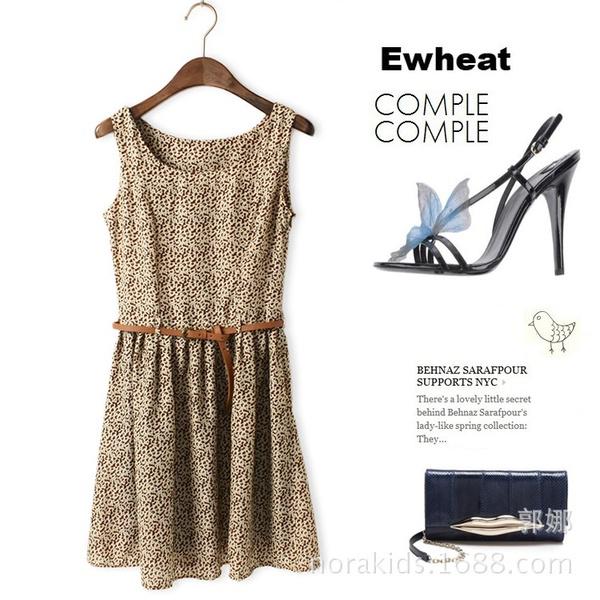 Ewheat
COMPLE
COMPLE
BEHNAZ SARAFPOUR
SUPPORTS NYC
There's a lovely little secret
behind Behnaz Sarafpour's
lady-like spring collection:
They...
郭娜
norakids.1688.com